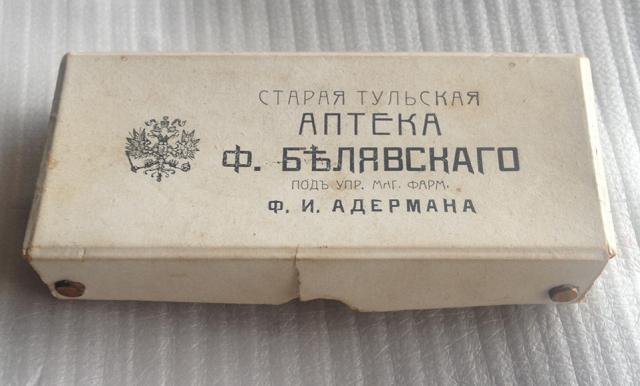 СТАРАЯ ТУЛЬСКАЯ
АПТЕКА
Ф. БѢЛЯВСКАГО
ПОДЪ УПР. МАГ. ФАРМ.
Ф. И. АДЕРМАНА